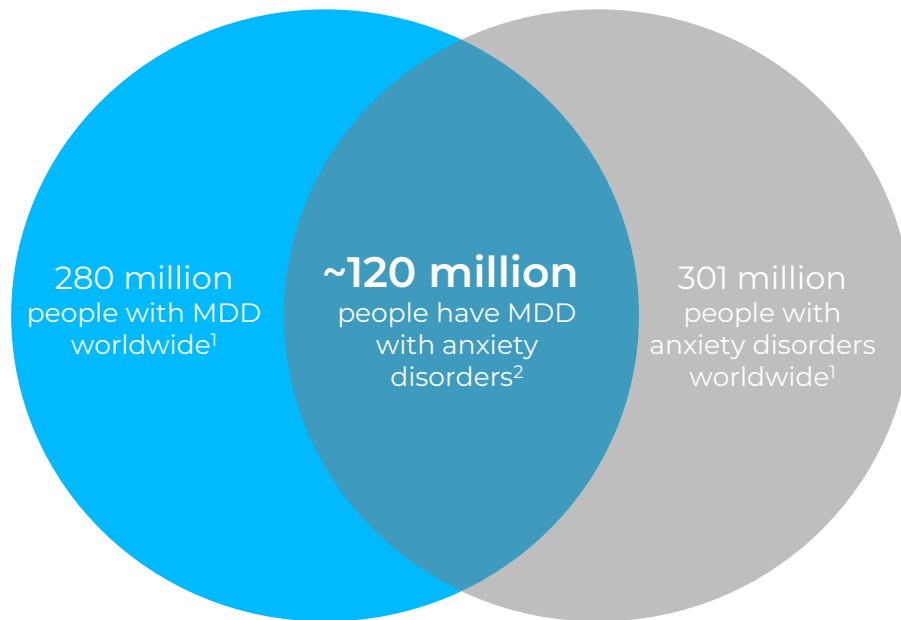 280 million
people with MDD
worldwide¹
~120 million
people have MDD
with anxiety
disorders²
301 million
people with
anxiety disorders
worldwide¹